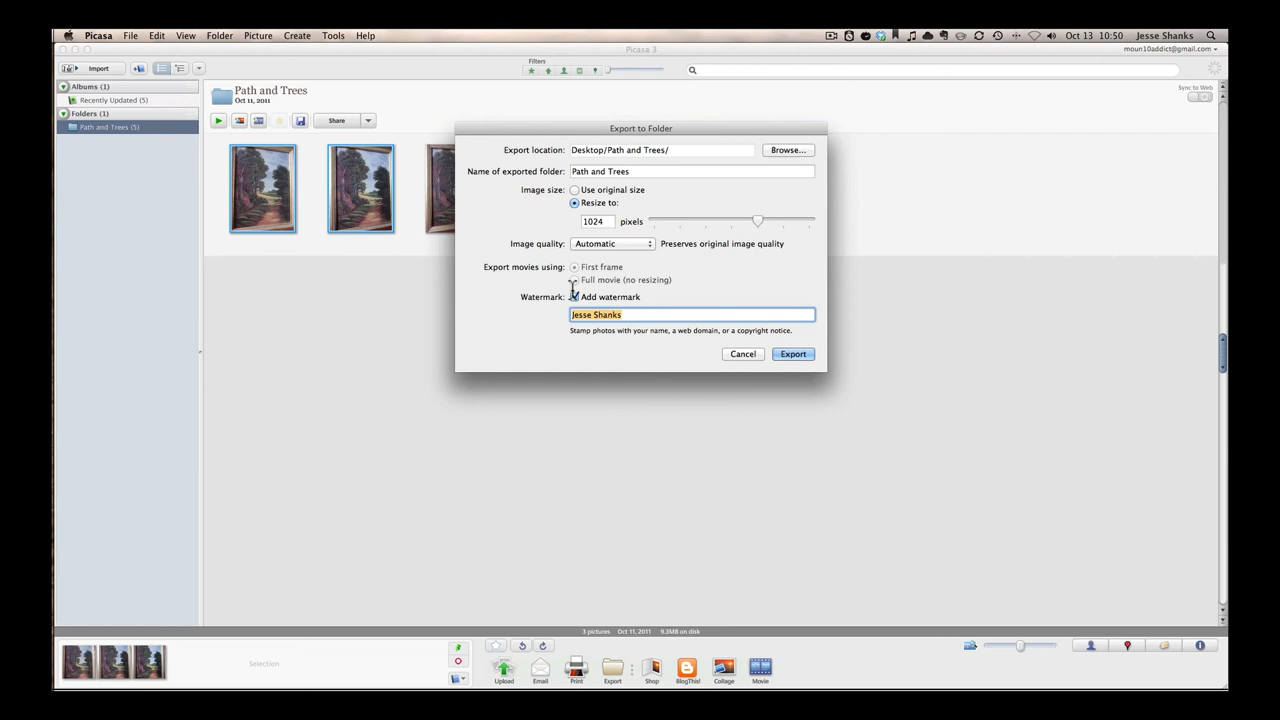 Picasa File Edit View Folder Picture Create Tools Help Oct 13 10:50 Jesse Shanks
Picasa 3 moun10addict@gmail.com
Import
Filters
Sync to Web
Albums (1)
Recently Updated (5)
Folders (1)
Path and Trees (5)
Path and Trees
Oct 11, 2011
Share
Export to Folder
Export location: Desktop/Path and Trees/ Browse...
Name of exported folder: Path and Trees
Image size: Use original size
Resize to:
1024 pixels
Image quality: Automatic Preserves original image quality
Export movies using: First frame
Full movie (no resizing)
Watermark: Add watermark
Jesse Shanks
Stamp photos with your name, a web domain, or a copyright notice.
Cancel Export
3 pictures Oct 11, 2011 9.3MB on disk
Selection
Upload Email Print Export Shop BlogThis! Collage Movie